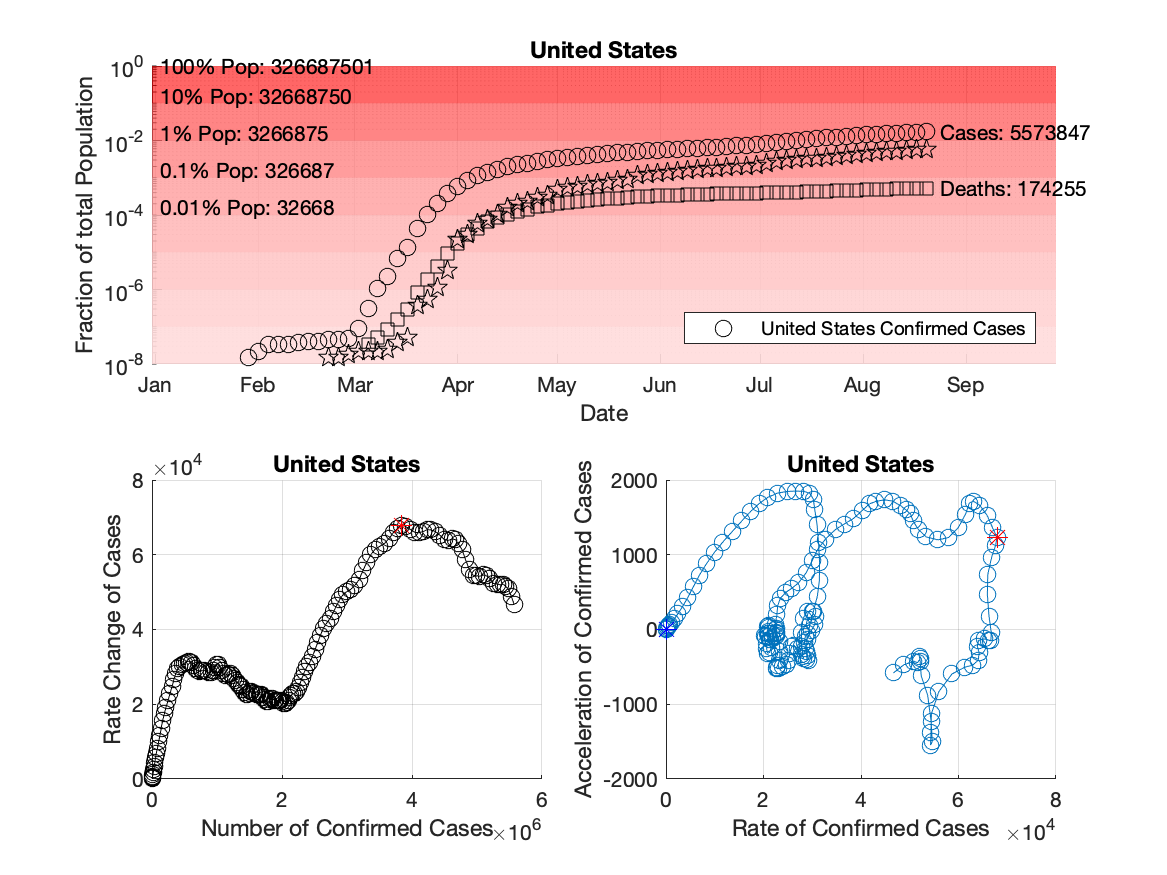 United States
10^0
100% Pop: 326687501
10% Pop: 32668750
10^-2
1% Pop: 3266875
Cases: 5573847
0.1% Pop: 326687
Deaths: 174255
0.01% Pop: 32668
10^-4
10^-6
United States Confirmed Cases
10^-8
Fraction of total Population
Jan Feb Mar Apr May Jun Jul Aug Sep
Date
United States
×10^4
8
6
4
2
0
Rate Change of Cases
0 2 4 6
Number of Confirmed Cases
×10^6
United States
2000
1000
0
-1000
-2000
Acceleration of Confirmed Cases
0 2 4 6 8
Rate of Confirmed Cases
×10^4